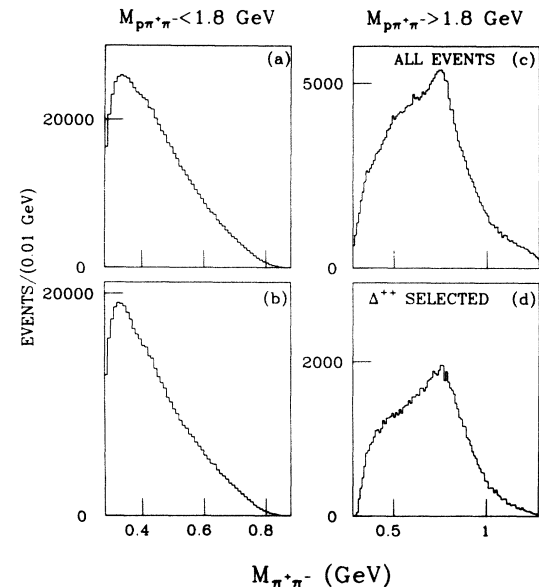 M_{pπ⁺π⁻}<1.8 GeV
M_{pπ⁺π⁻}>1.8 GeV
EVENTS/(0.01 GeV)
(a)
20000
0
ALL EVENTS (c)
5000
0
(b)
20000
0
0.4 0.6 0.8
Δ⁺⁺ SELECTED (d)
2000
0
0.5 1
M_{π⁺π⁻} (GeV)